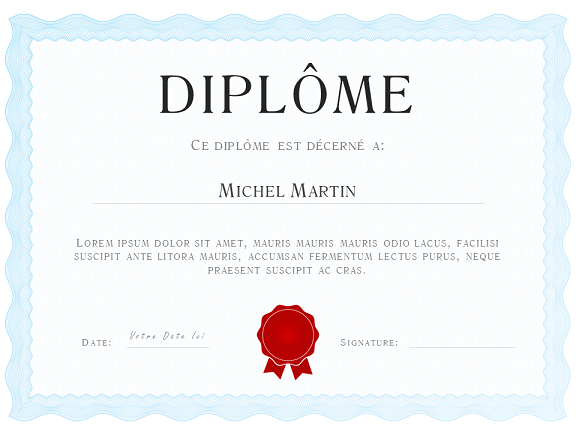 DIPLÔME
Ce diplôme est décerné a:
Michel Martin
Lorem ipsum dolor sit amet, mauris mauris mauris odio lacus, facilisi
suscipit ante litora mauris, accumsan fermentum lectus purus, neque
praesent suscipit ac cras.
Date: Votre Date Ici Signature: